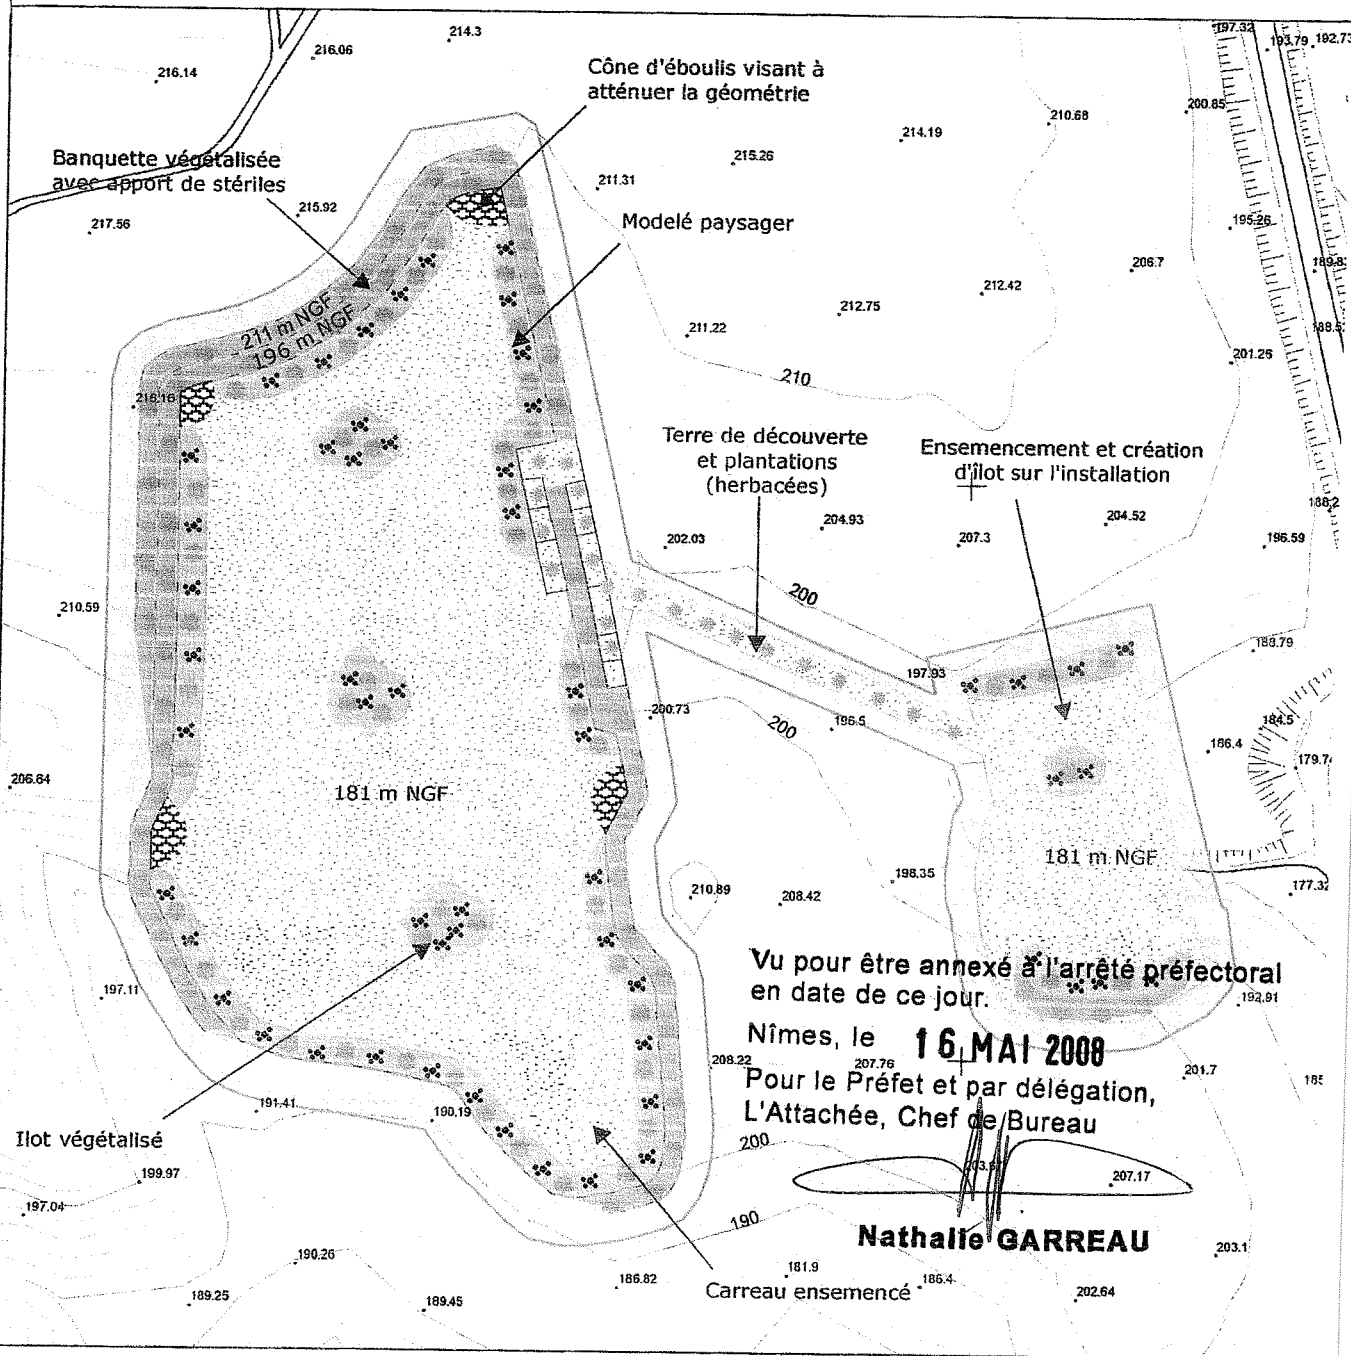 197.32
193.79
192.73
214.3
216.06
216.14
Cône d'éboulis visant à
atténuer la géométrie
200.85
210.68
214.19
215.26
Banquette végétalisée
avec apport de stériles
211.31
215.92
217.56
Modelé paysager
195.26
206.7
212.42
212.75
211.22
211 m NGF
196 m NGF
201.26
210
Terre de découverte
et plantations
(herbacées)
Ensemencement et création
d'îlot sur l'installation
202.03
204.93
207.3
204.52
196.59
210.59
200
197.93
200.73
200
196.5
184.5
186.4
206.64
181 m NGF
181 m NGF
198.35
210.89
208.42
177.32
Vu pour être annexé à l'arrêté préfectoral
en date de ce jour.
197.11
192.91
Nîmes, le 16 MAI 2008
208.22
207.76
201.7
Pour le Préfet et par délégation,
L'Attachée, Chef de Bureau
191.41
190.19
Ilot végétalisé
200
199.97
207.17
197.04
190
Nathalie GARREAU
203.1
190.26
186.82
181.9
186.4
Carreau ensemencé
202.64
189.25
189.45